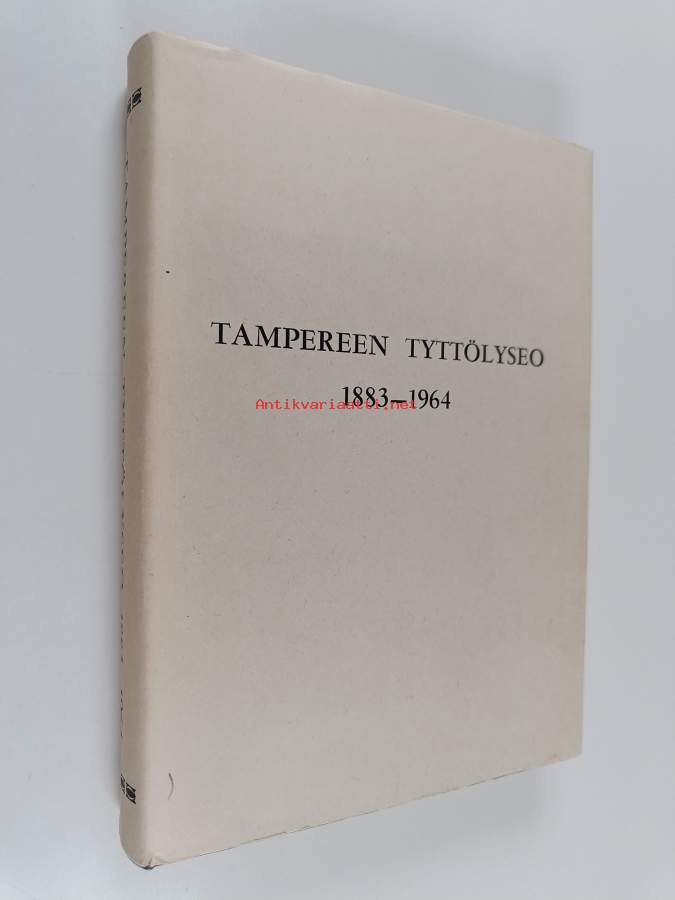 TAMPEREEN TYTTÖLYSEO
1883–1964
Antikvariaatti.net